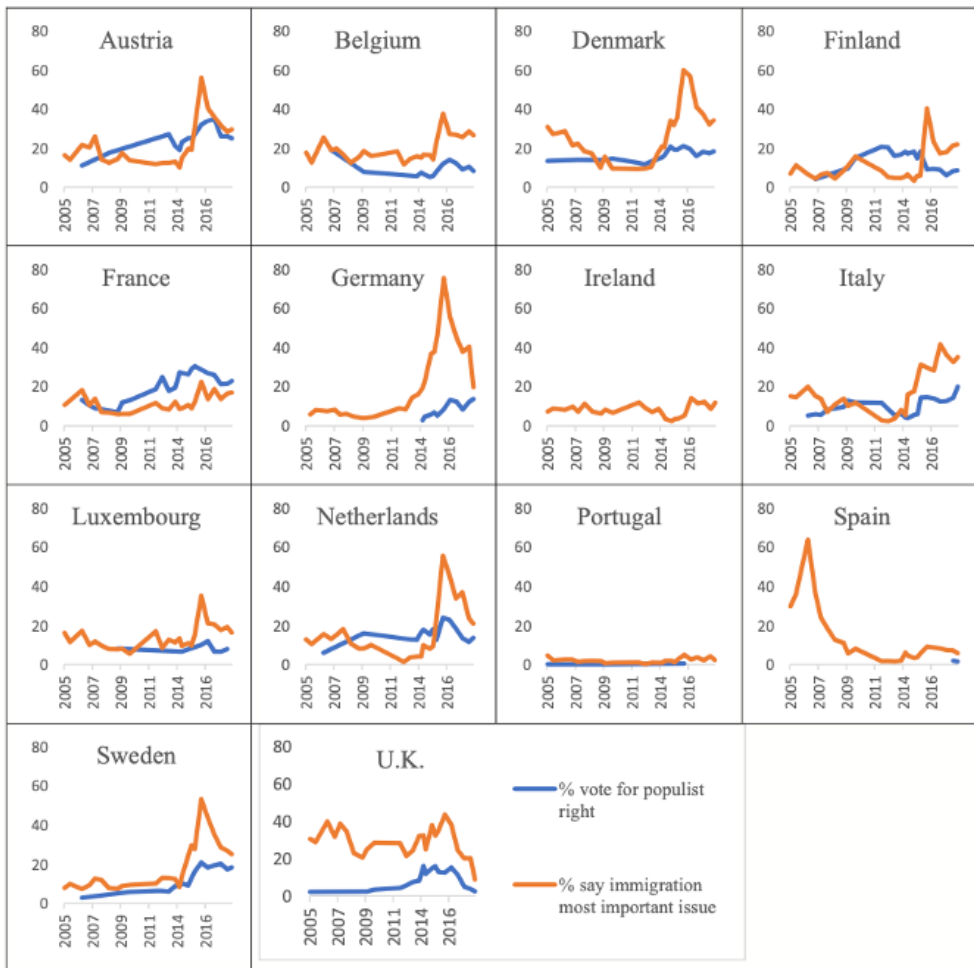 Austria
80
60
40
20
0
2005 2007 2009 2011 2014 2016
Belgium
80
60
40
20
0
2005 2007 2009 2011 2014 2016
Denmark
80
60
40
20
0
2005 2007 2009 2011 2014 2016
Finland
80
60
40
20
0
2005 2007 2009 2011 2014 2016
France
80
60
40
20
0
2005 2007 2009 2011 2014 2016
Germany
80
60
40
20
0
2005 2007 2009 2011 2014 2016
Ireland
80
60
40
20
0
2005 2007 2009 2011 2014 2016
Italy
80
60
40
20
0
2005 2007 2009 2011 2014 2016
Luxembourg
80
60
40
20
0
2005 2007 2009 2011 2014 2016
Netherlands
80
60
40
20
0
2005 2007 2009 2011 2014 2016
Portugal
80
60
40
20
0
2005 2007 2009 2011 2014 2016
Spain
80
60
40
20
0
2005 2007 2009 2011 2014 2016
Sweden
80
60
40
20
0
2005 2007 2009 2011 2014 2016
U.K.
80
60
40
20
0
2005 2007 2009 2011 2014 2016
% vote for populist
right
% say immigration
most important issue